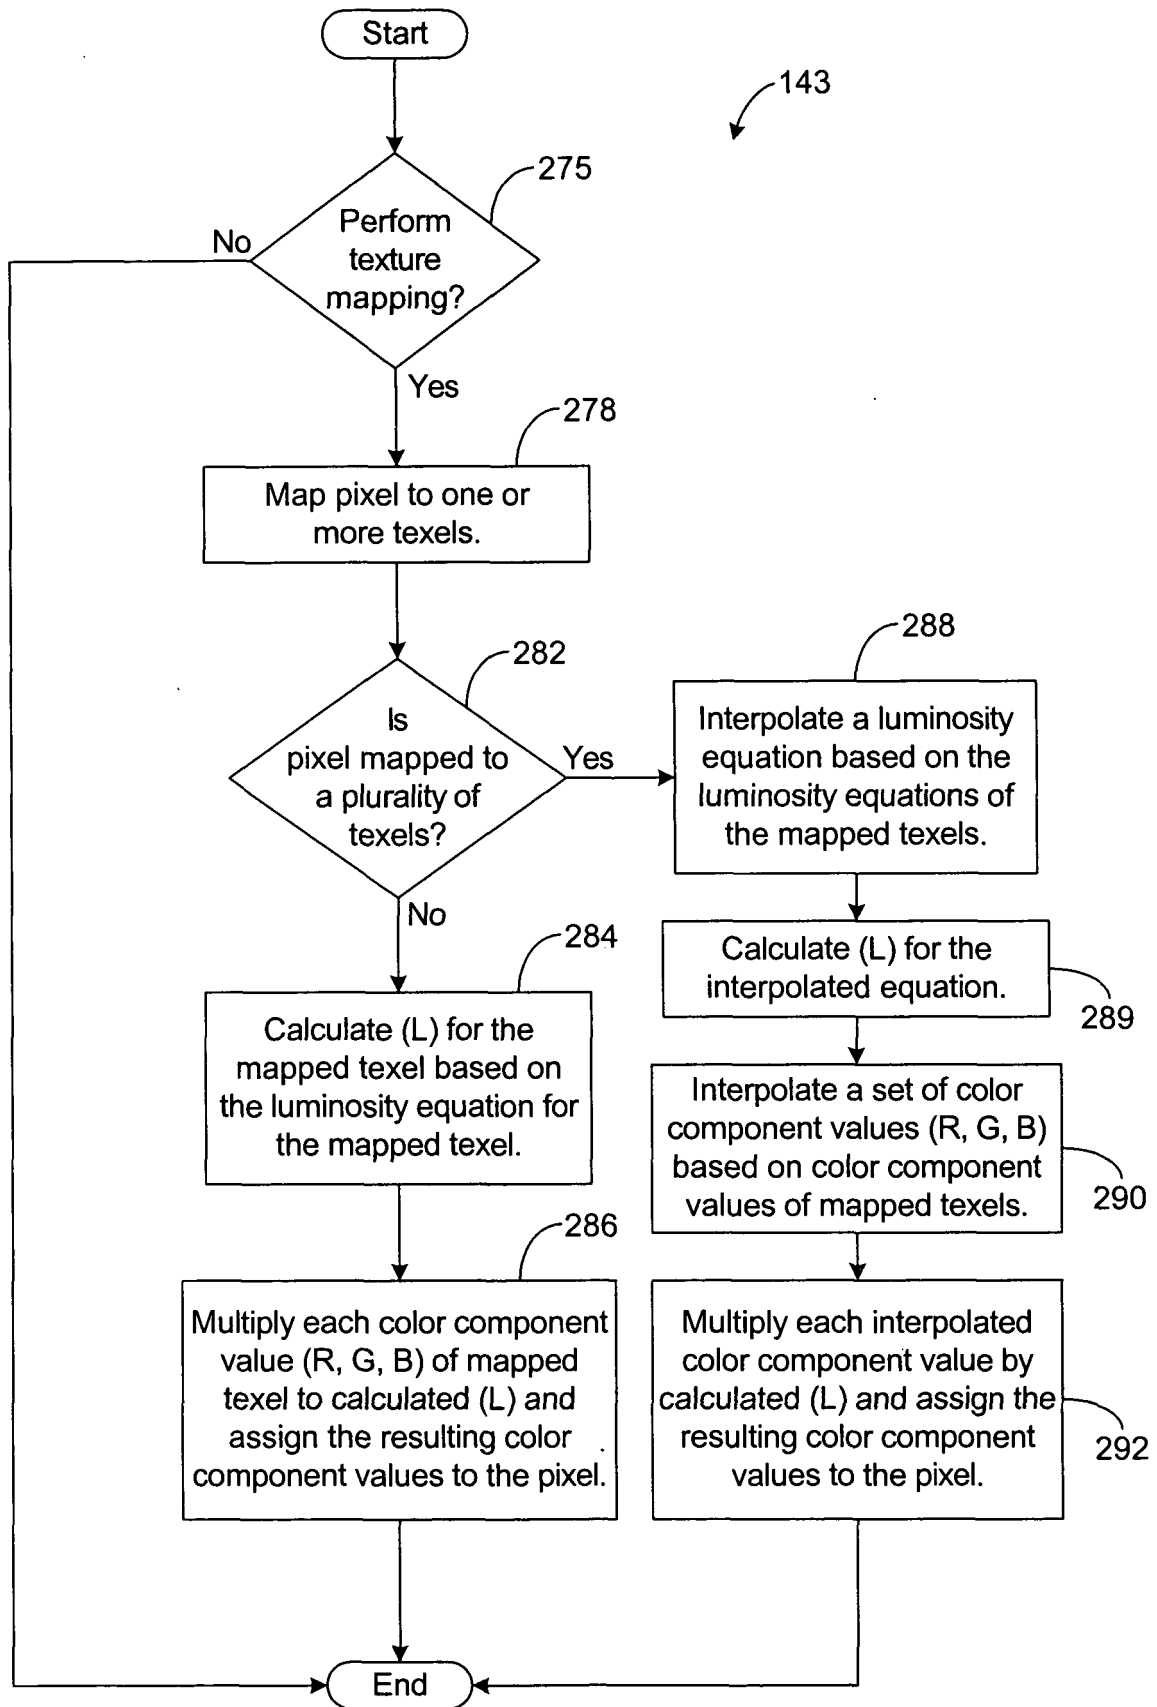 Start
143
275
Perform
texture
mapping?
No
Yes
278
Map pixel to one or
more texels.
282
Is
pixel mapped to
a plurality of
texels?
Yes
No
288
Interpolate a luminosity
equation based on the
luminosity equations of
the mapped texels.
284
Calculate (L) for the
mapped texel based on
the luminosity equation for
the mapped texel.
Calculate (L) for the
interpolated equation.
289
Interpolate a set of color
component values (R, G, B)
based on color component
values of mapped texels.
290
286
Multiply each color component
value (R, G, B) of mapped
texel to calculated (L) and
assign the resulting color
component values to the pixel.
Multiply each interpolated
color component value by
calculated (L) and assign the
resulting color component
values to the pixel.
292
End